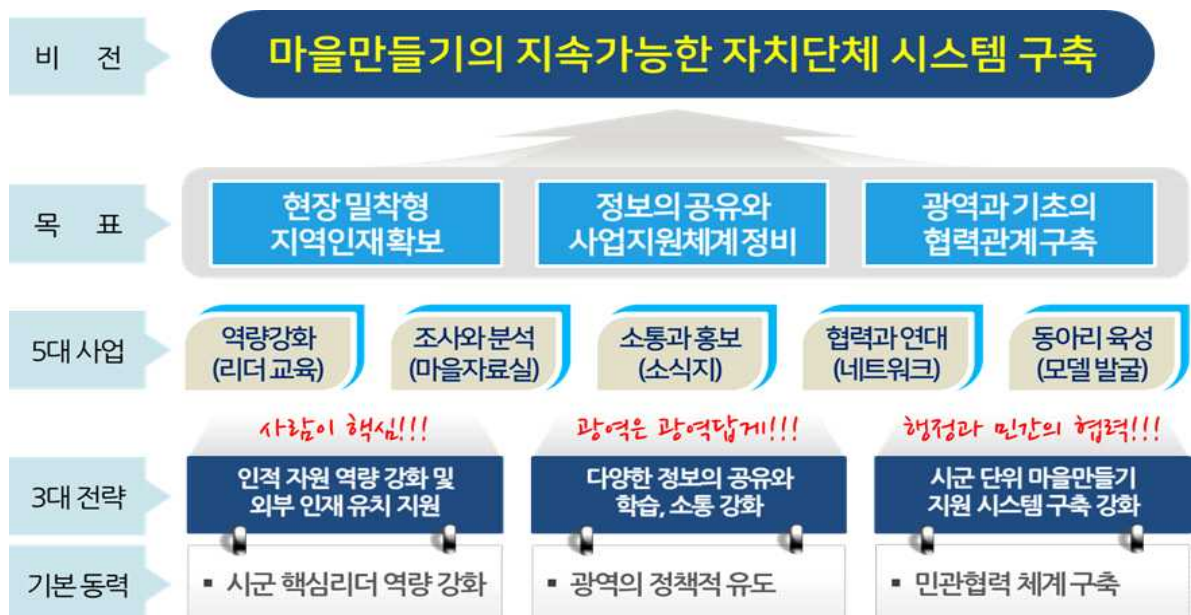 비 전
마을만들기의 지속가능한 자치단체 시스템 구축
목 표
현장 밀착형
지역인재확보
정보의 공유와
사업지원체계 정비
광역과 기초의
협력관계 구축
5대 사업
역량강화
(리더 교육)
조사와 분석
(마을자료실)
소통과 홍보
(소식지)
협력과 연대
(네트워크)
동아리 육성
(모델 발굴)
사람이 핵심!!!
광역은 광역답게!!!
행정과 민간의 협력!!!
3대 전략
인적 자원 역량 강화 및
외부 인재 유치 지원
다양한 정보의 공유와
학습, 소통 강화
시군 단위 마을만들기
지원 시스템 구축 강화
기본 동력
▪ 시군 핵심리더 역량 강화
▪ 광역의 정책적 유도
▪ 민관협력 체계 구축